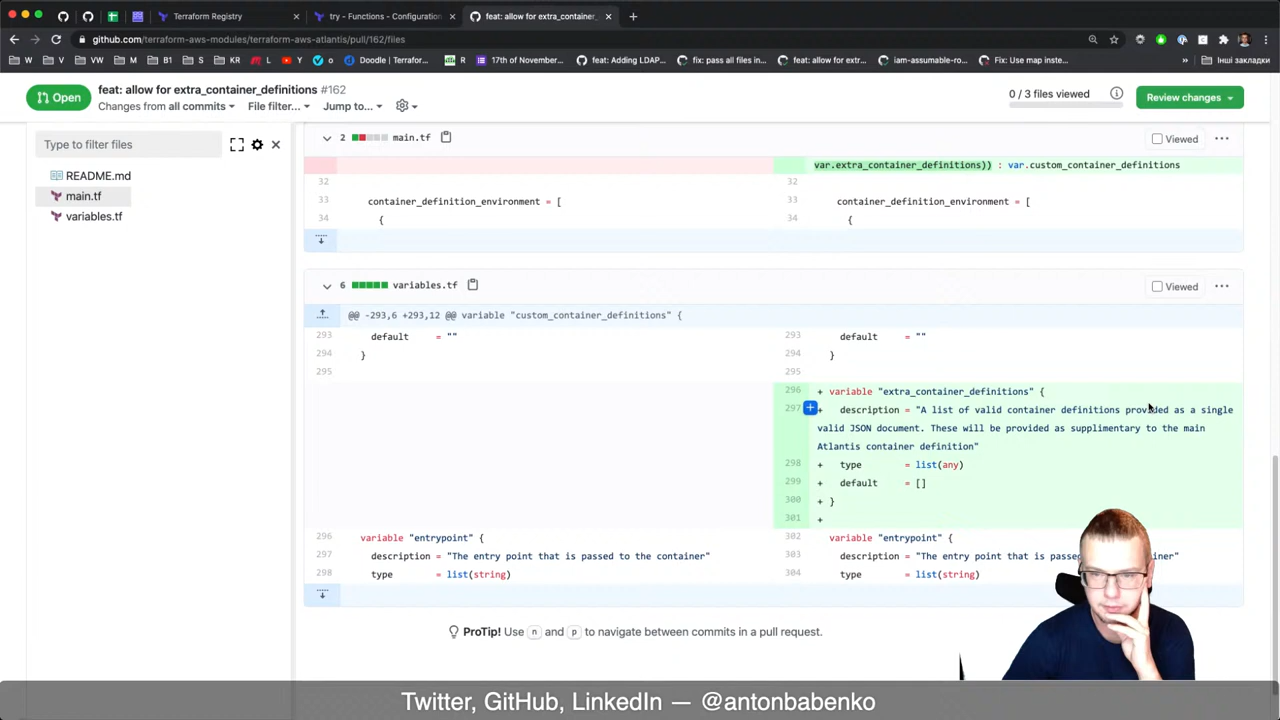 Terraform Registry
try - Functions - Configuration
feat: allow for extra_container_
github.com/terraform-aws-modules/terraform-aws-atlantis/pull/162/files
W
V
VW
M
B1
S
SUMR
L
V
o
Doodle | Terrafor...
R
17th of November...
feat: Adding LDAP...
fix: pass all files in...
feat: allow for extr...
iam-assumable-ro...
Fix: Use map inste...
Інші закладки
Open
feat: allow for extra_container_definitions #162
Changes from all commits
File filter...
Jump to...
0 / 3 files viewed
Review changes
Type to filter files
README.md
main.tf
variables.tf
2 main.tf
Viewed
var.extra_container_definitions)) : var.custom_container_definitions
32 32
33 container_definition_environment = [ 33 container_definition_environment = [
34 { 34 {
6 variables.tf
Viewed
@@ -293,6 +293,12 @@ variable "custom_container_definitions" {
293 default = "" 293 default = ""
294 } 294 }
295 295
296 + variable "extra_container_definitions" {
297 + description = "A list of valid container definitions provided as a single
valid JSON document. These will be provided as supplimentary to the main
Atlantis container definition"
298 + type = list(any)
299 + default = []
300 + }
301 +
296 variable "entrypoint" { 302 variable "entrypoint" {
297 description = "The entry point that is passed to the container" 303 description = "The entry point that is
298 type = list(string) 304 type = list(string)
ProTip! Use n and p to navigate between commits in a pull request.
Twitter, GitHub, LinkedIn — @antonbabenko